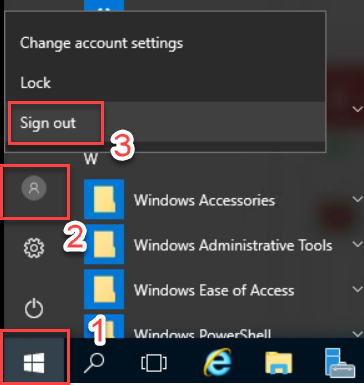 Change account settings
Lock
Sign out
3
W
Windows Accessories
2
Windows Administrative Tools
Windows Ease of Access
1
Windows PowerShell